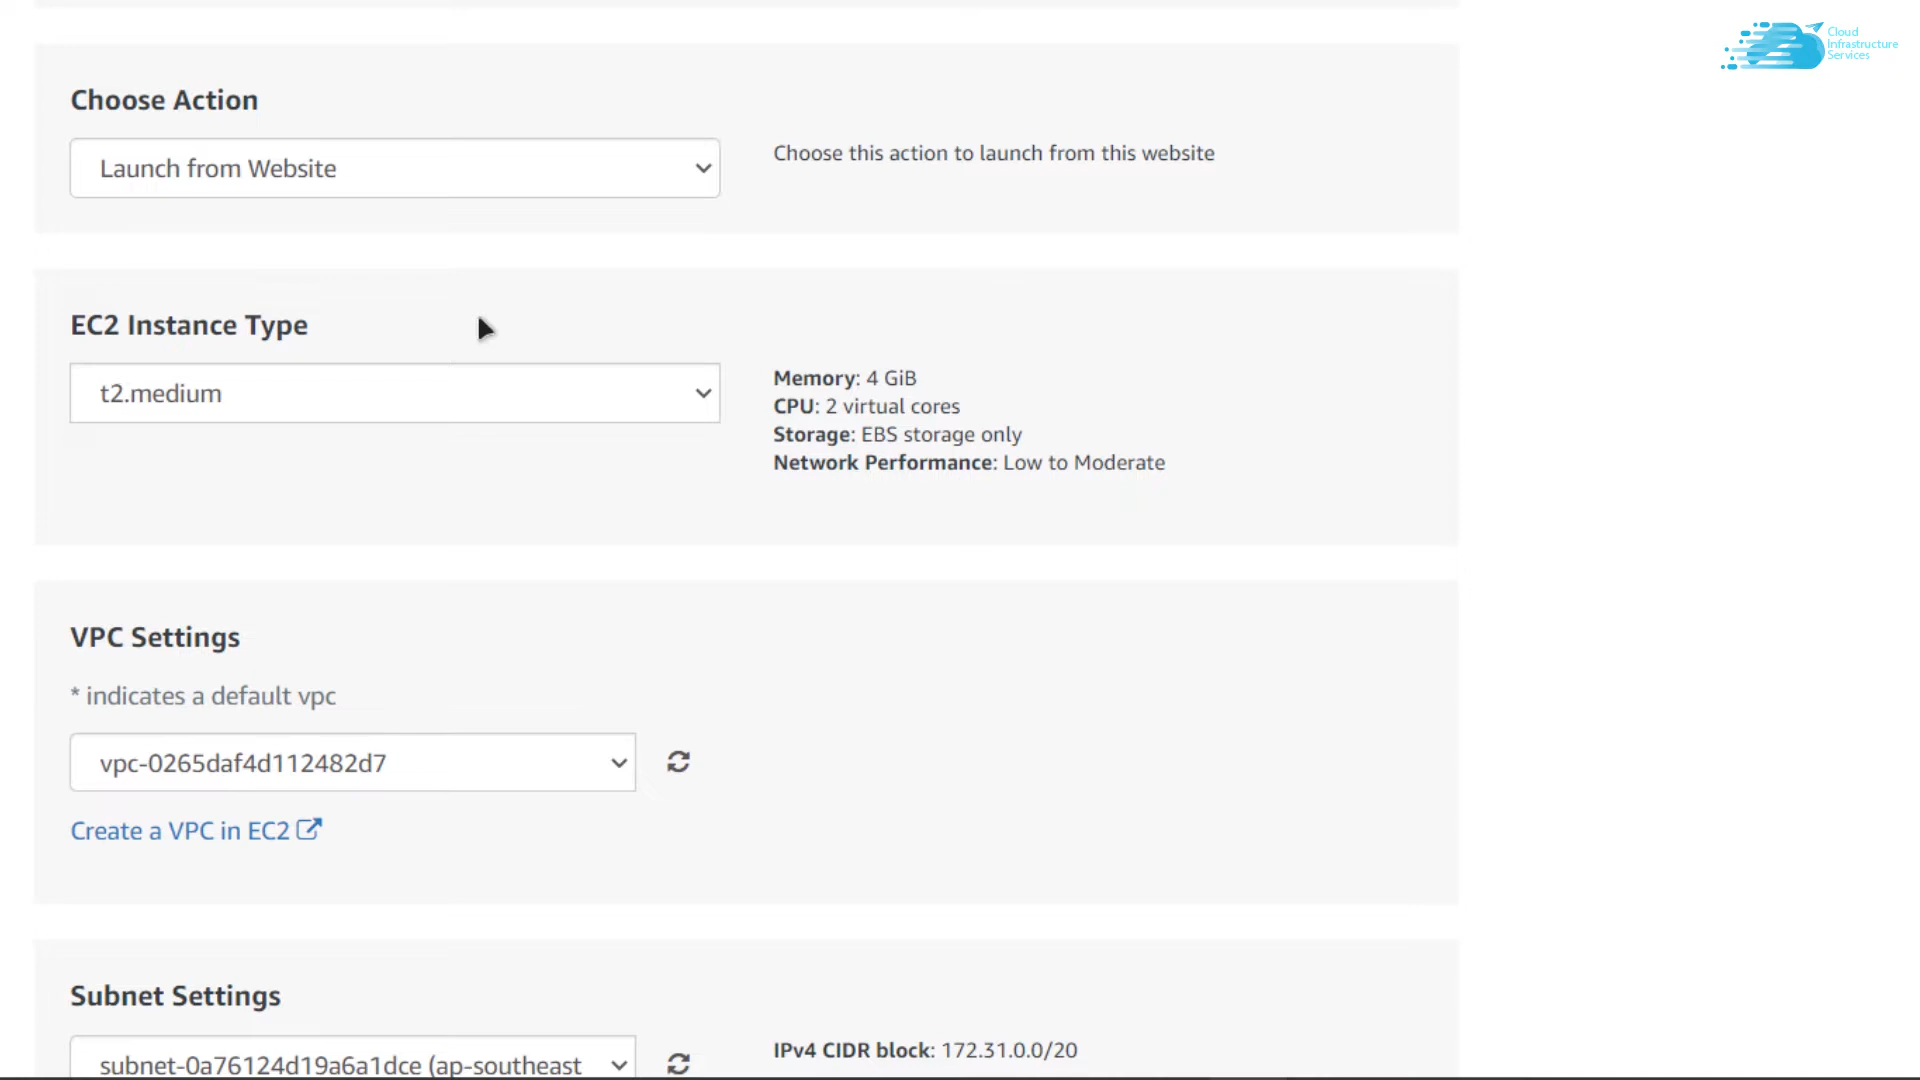 Cloud
Infrastructure
Services
Choose Action
Launch from Website
Choose this action to launch from this website
EC2 Instance Type
t2.medium
Memory: 4 GiB
CPU: 2 virtual cores
Storage: EBS storage only
Network Performance: Low to Moderate
VPC Settings
* indicates a default vpc
vpc-0265daf4d112482d7
Create a VPC in EC2
Subnet Settings
subnet-0a76124d19a6a1dce (ap-southeast
IPv4 CIDR block: 172.31.0.0/20